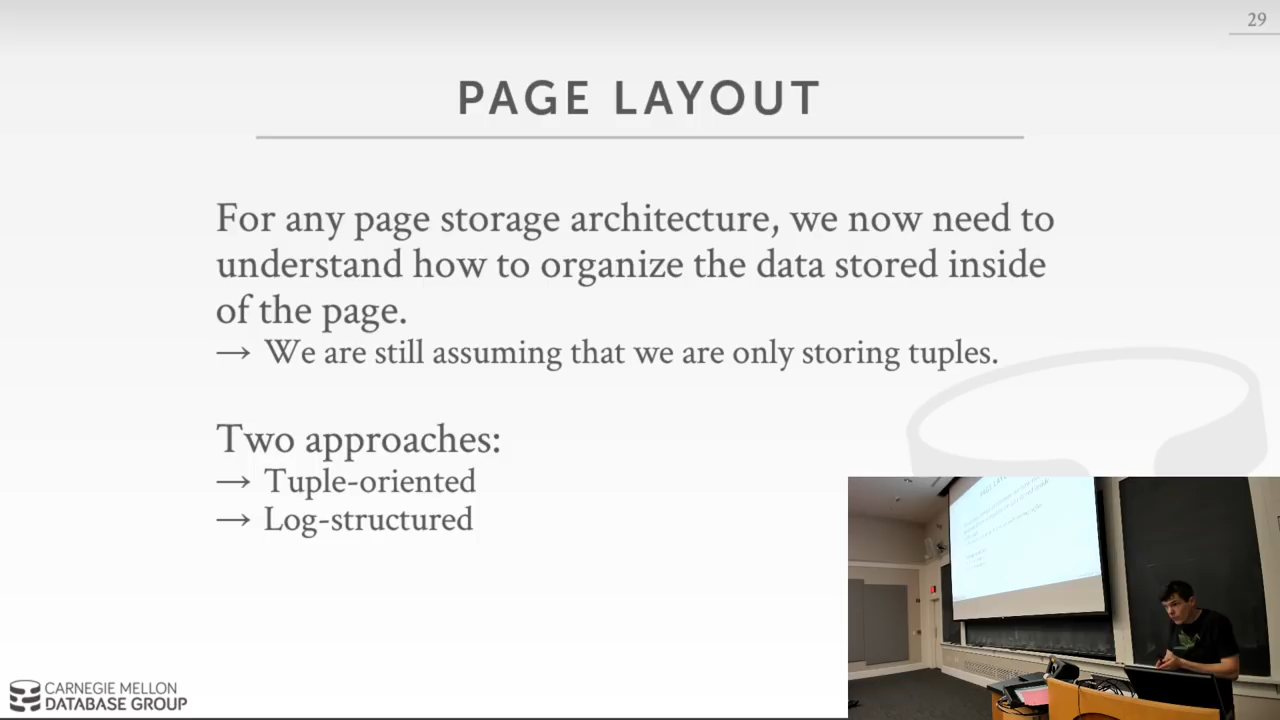 29
PAGE LAYOUT
For any page storage architecture, we now need to
understand how to organize the data stored inside
of the page.
→ We are still assuming that we are only storing tuples.
Two approaches:
→ Tuple-oriented
→ Log-structured
CARNEGIE MELLON
DATABASE GROUP